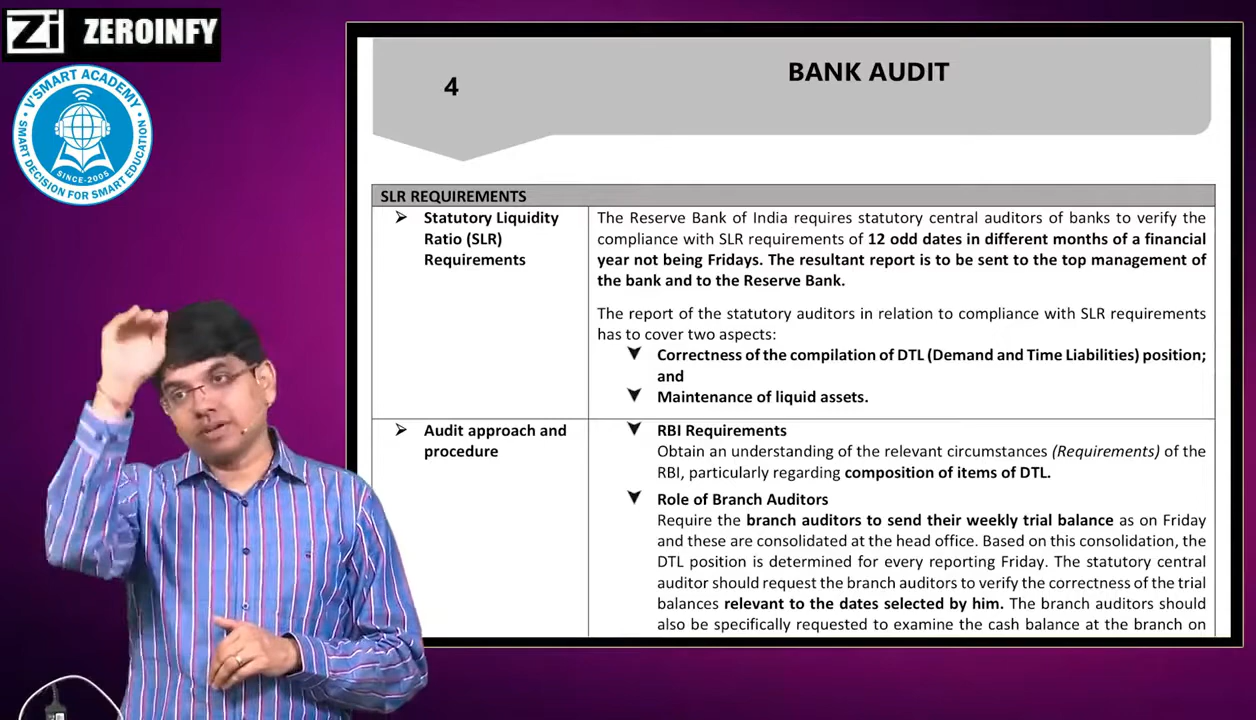 Zi ZEROINFY
V'SMART ACADEMY
SINCE-2005
SMART DECISION FOR SMART EDUCATION
4
BANK AUDIT
SLR REQUIREMENTS
➢ Statutory Liquidity
Ratio (SLR)
Requirements
The Reserve Bank of India requires statutory central auditors of banks to verify the
compliance with SLR requirements of 12 odd dates in different months of a financial
year not being Fridays. The resultant report is to be sent to the top management of
the bank and to the Reserve Bank.
The report of the statutory auditors in relation to compliance with SLR requirements
has to cover two aspects:
Correctness of the compilation of DTL (Demand and Time Liabilities) position;
and
Maintenance of liquid assets.
➢ Audit approach and
procedure
RBI Requirements
Obtain an understanding of the relevant circumstances (Requirements) of the
RBI, particularly regarding composition of items of DTL.
Role of Branch Auditors
Require the branch auditors to send their weekly trial balance as on Friday
and these are consolidated at the head office. Based on this consolidation, the
DTL position is determined for every reporting Friday. The statutory central
auditor should request the branch auditors to verify the correctness of the trial
balances relevant to the dates selected by him. The branch auditors should
also be specifically requested to examine the cash balance at the branch on